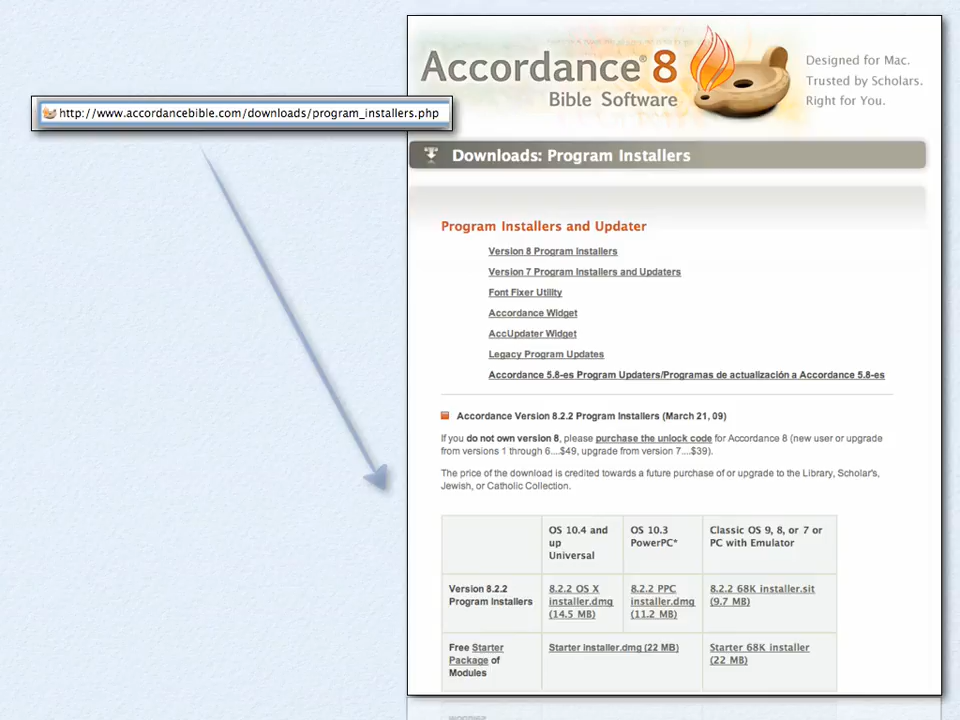 Accordance® 8
Bible Software
Designed for Mac.
Trusted by Scholars.
Right for You.
http://www.accordancebible.com/downloads/program_installers.php
Downloads: Program Installers
Program Installers and Updater
Version 8 Program Installers
Version 7 Program Installers and Updaters
Font Fixer Utility
Accordance Widget
AccUpdater Widget
Legacy Program Updates
Accordance 5.8-es Program Updaters/Programas de actualización a Accordance 5.8-es
Accordance Version 8.2.2 Program Installers (March 21, 09)
If you do not own version 8, please purchase the unlock code for Accordance 8 (new user or upgrade
from versions 1 through 6....$49, upgrade from version 7....$39).
The price of the download is credited towards a future purchase of or upgrade to the Library, Scholar's,
Jewish, or Catholic Collection.
OS 10.4 and
up
Universal
OS 10.3
PowerPC*
Classic OS 9, 8, or 7 or
PC with Emulator
Version 8.2.2
Program Installers
8.2.2 OS X
installer.dmg
(14.5 MB)
8.2.2 PPC
installer.dmg
(11.2 MB)
8.2.2 68K installer.sit
(9.7 MB)
Free Starter
Package of
Modules
Starter Installer.dmg (22 MB)
Starter 68K installer
(22 MB)